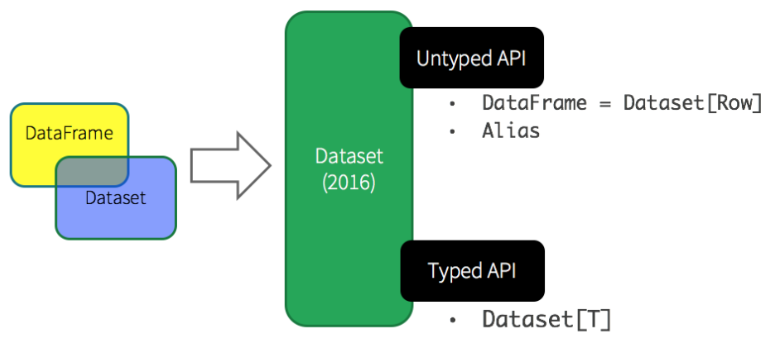 DataFrame
Dataset
Dataset
(2016)
Untyped API
• DataFrame = Dataset[Row]
• Alias
Typed API
• Dataset[T]